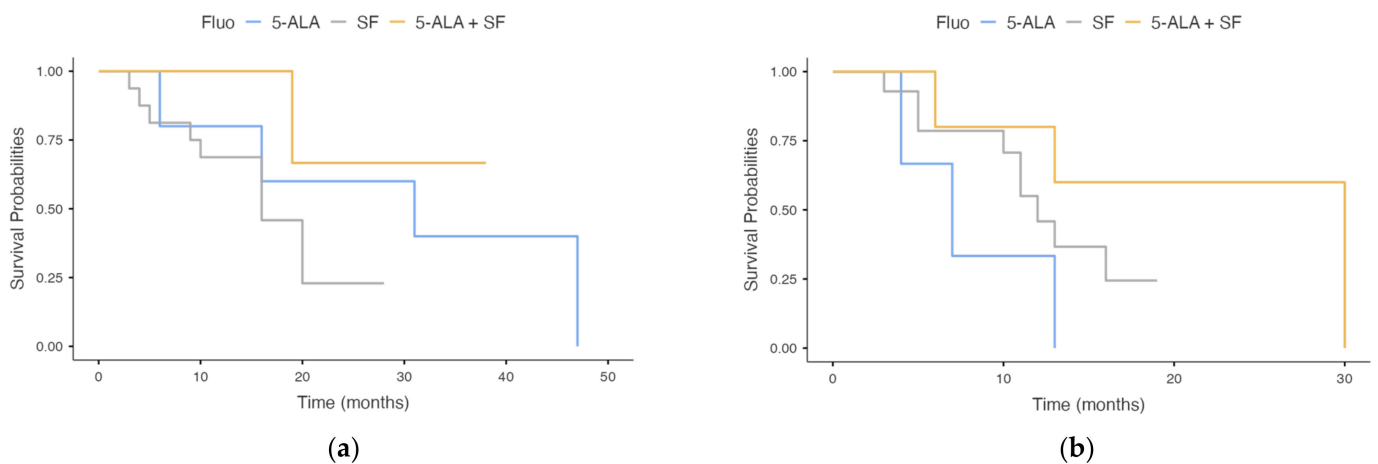 Fluo 5-ALA SF 5-ALA + SF
1.00
0.75
0.50
0.25
0.00
Survival Probabilities
0 10 20 30 40 50
Time (months)
(a)
Fluo 5-ALA SF 5-ALA + SF
1.00
0.75
0.50
0.25
0.00
Survival Probabilities
0 10 20 30
Time (months)
(b)